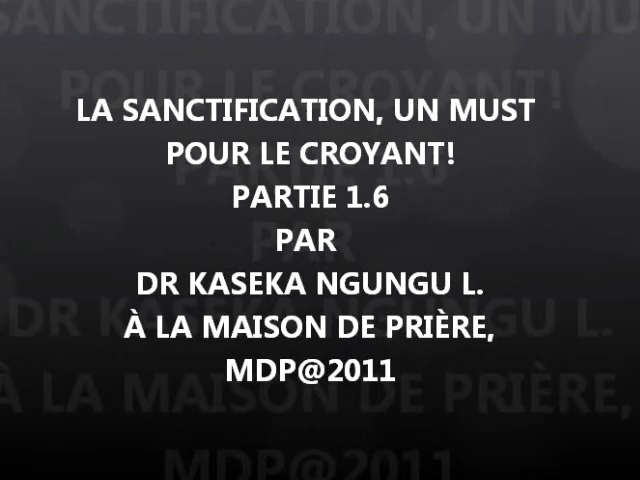 LA SANCTIFICATION, UN MUST
POUR LE CROYANT!
PARTIE 1.6
PAR
DR KASEKA NGUNGU L.
À LA MAISON DE PRIÈRE,
MDP@2011